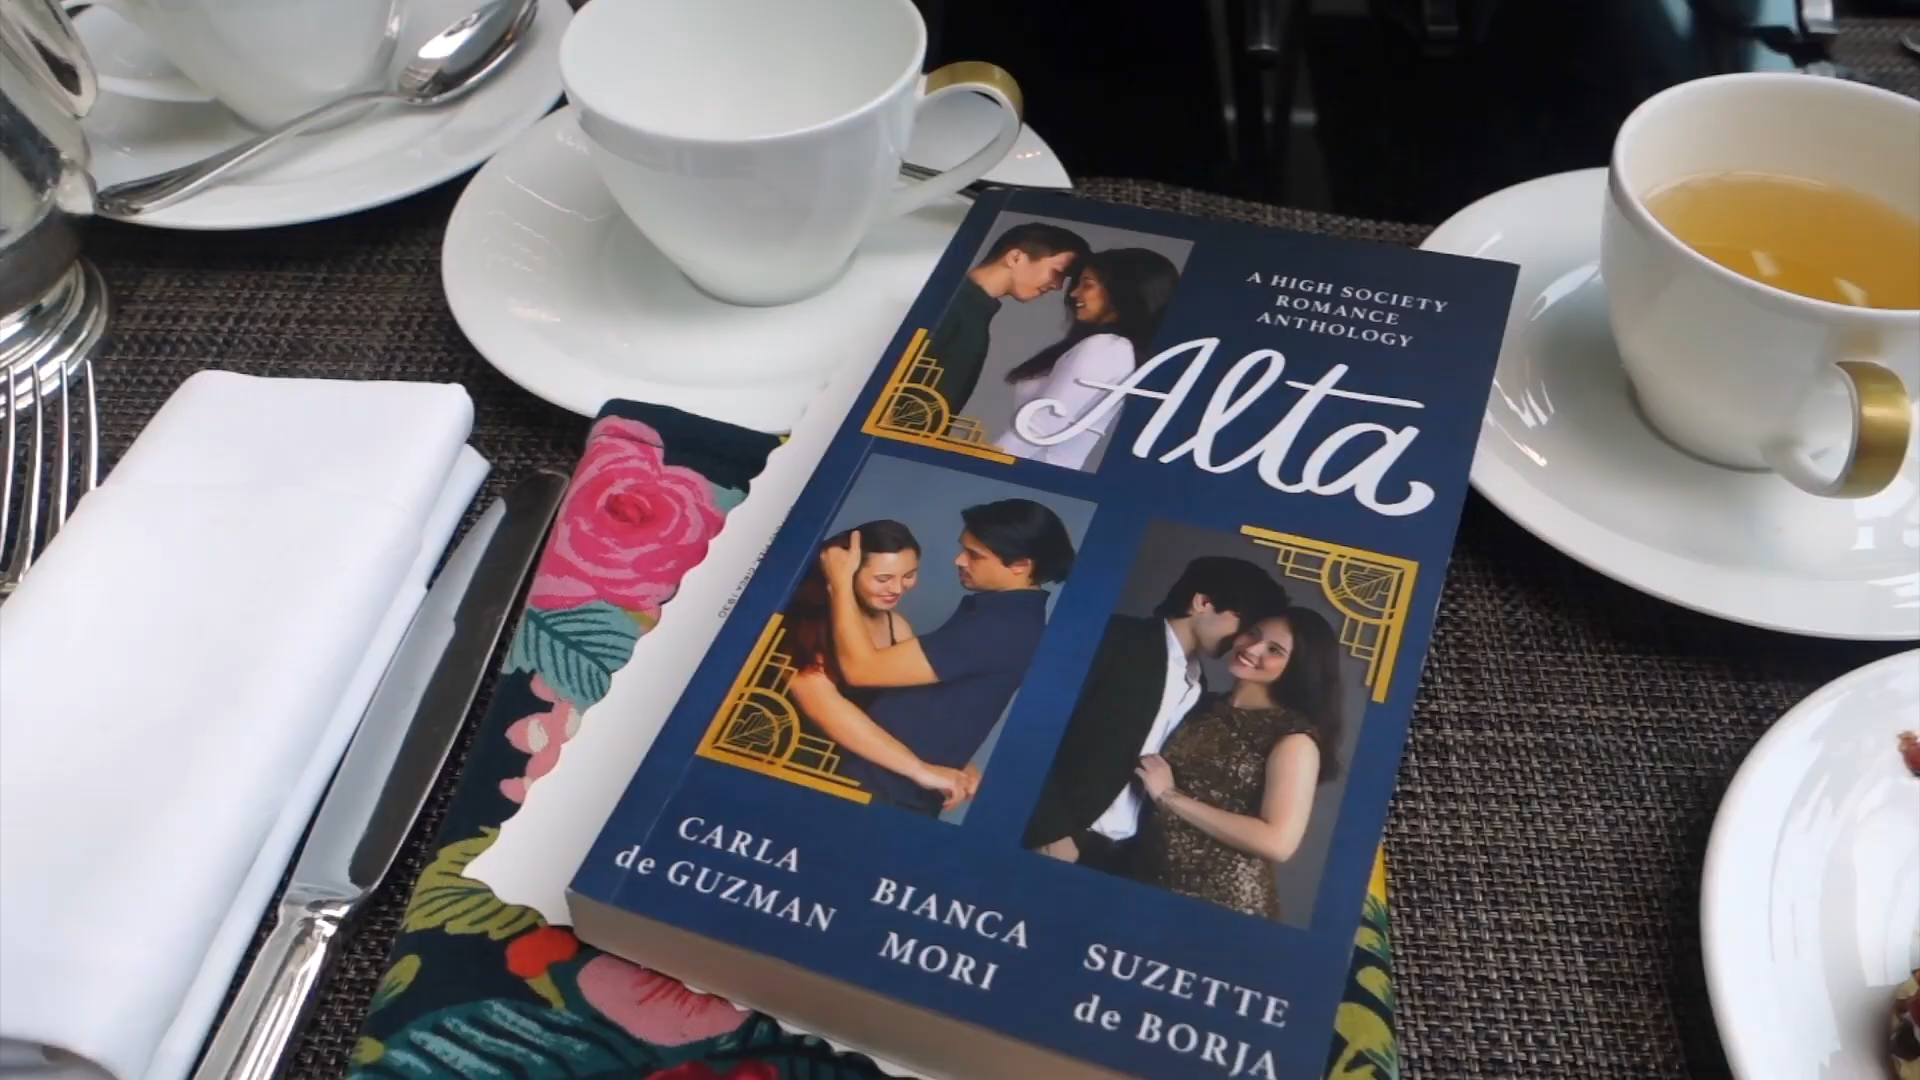 A HIGH SOCIETY
ROMANCE
ANTHOLOGY
Alta
CARLA
de GUZMAN
BIANCA
MORI
SUZETTE
de BORJA